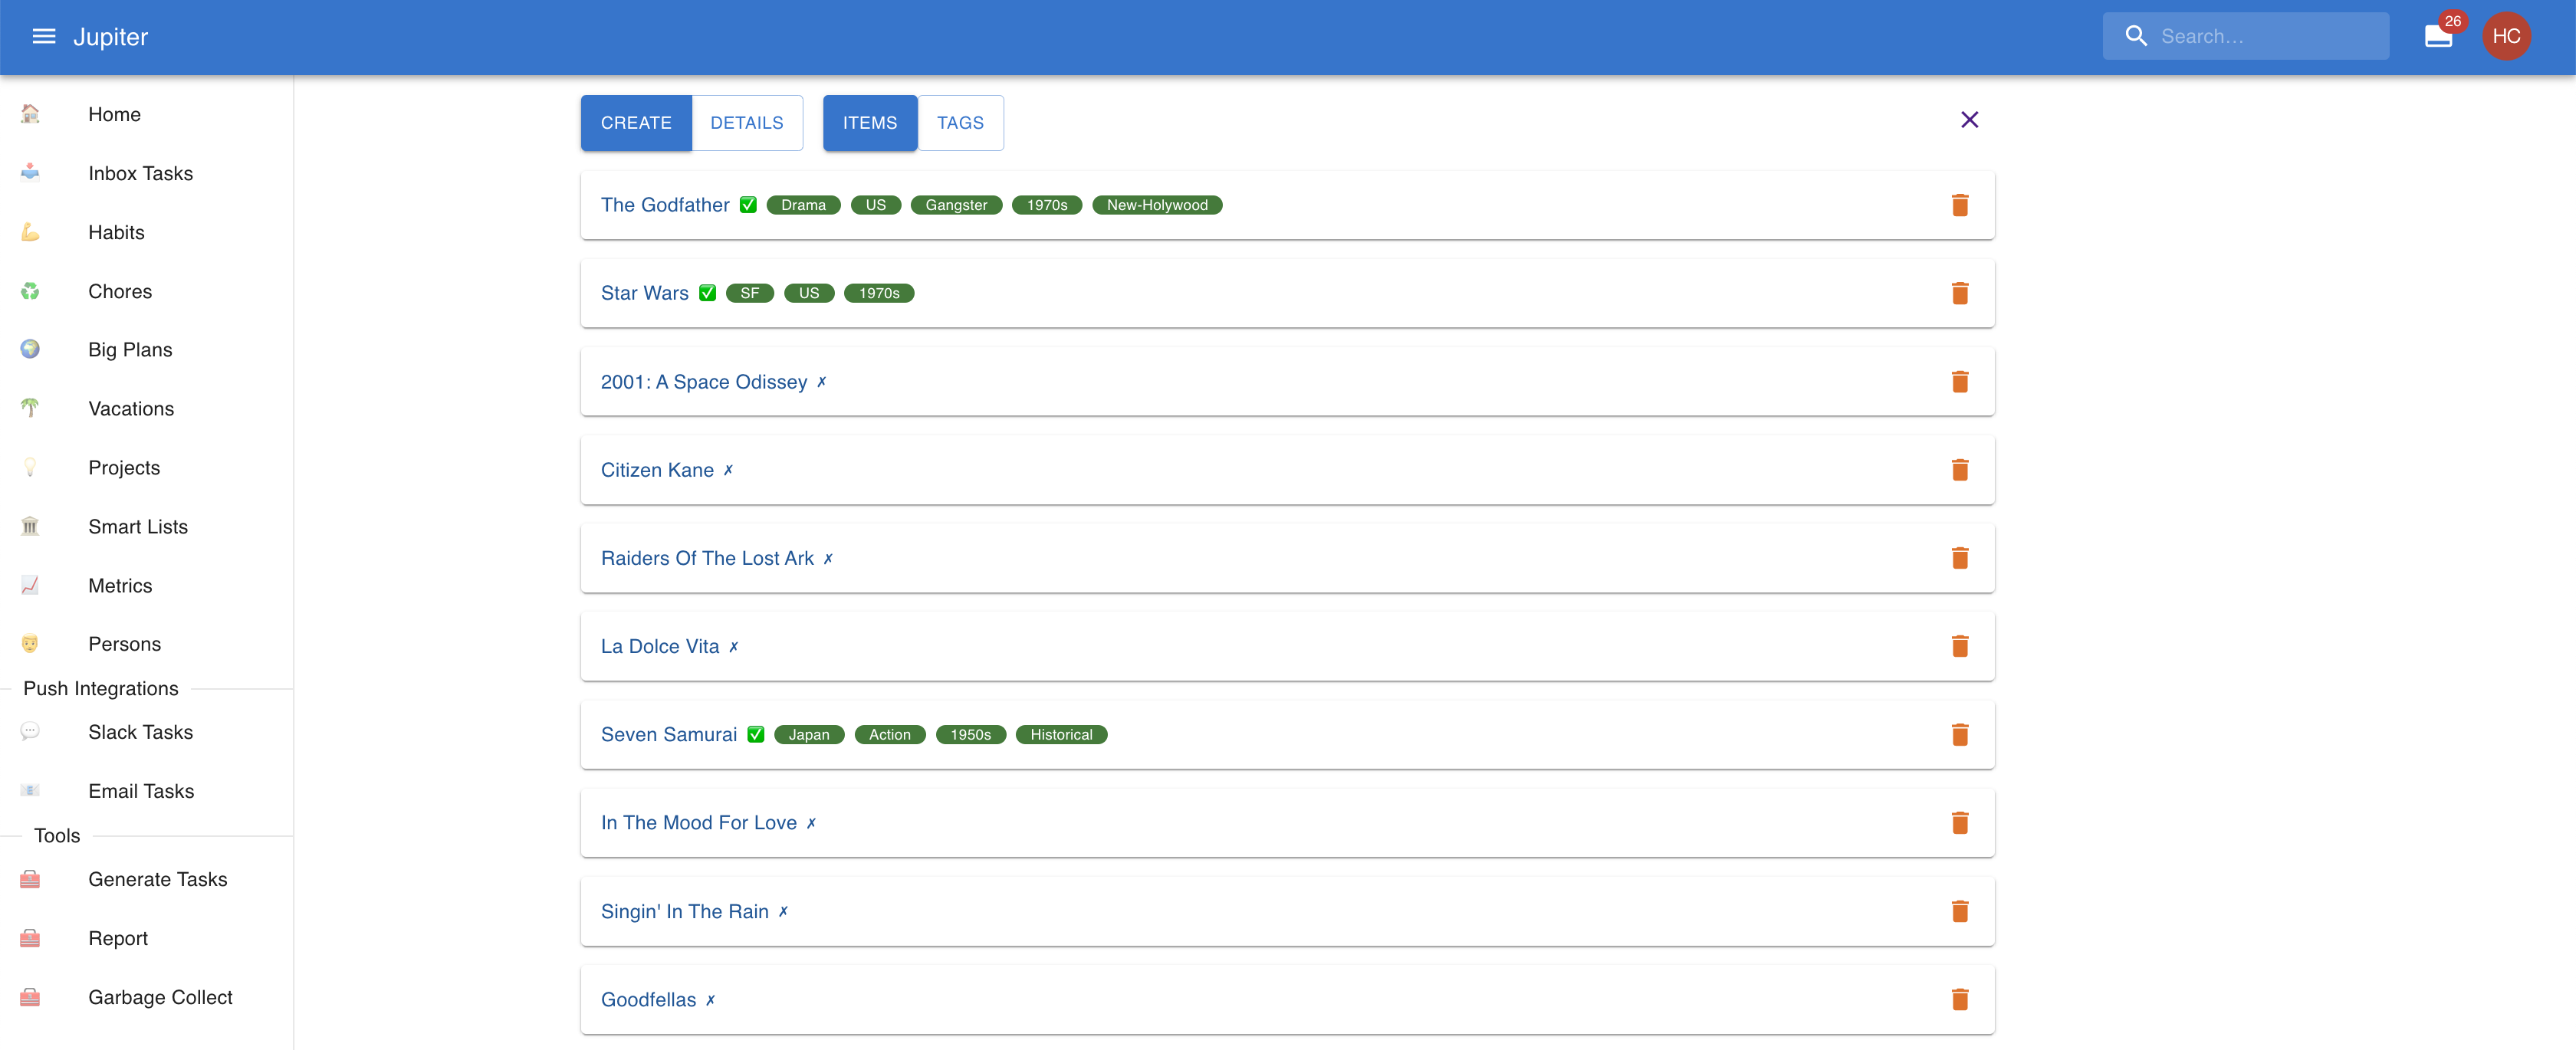 Jupiter
Search...
26
HC
Home
Inbox Tasks
Habits
Chores
Big Plans
Vacations
Projects
Smart Lists
Metrics
Persons
Push Integrations
Slack Tasks
Email Tasks
Tools
Generate Tasks
Report
Garbage Collect
CREATE DETAILS ITEMS TAGS
The Godfather ✅ Drama US Gangster 1970s New-Holywood
Star Wars ✅ SF US 1970s
2001: A Space Odissey ✗
Citizen Kane ✗
Raiders Of The Lost Ark ✗
La Dolce Vita ✗
Seven Samurai ✅ Japan Action 1950s Historical
In The Mood For Love ✗
Singin' In The Rain ✗
Goodfellas ✗